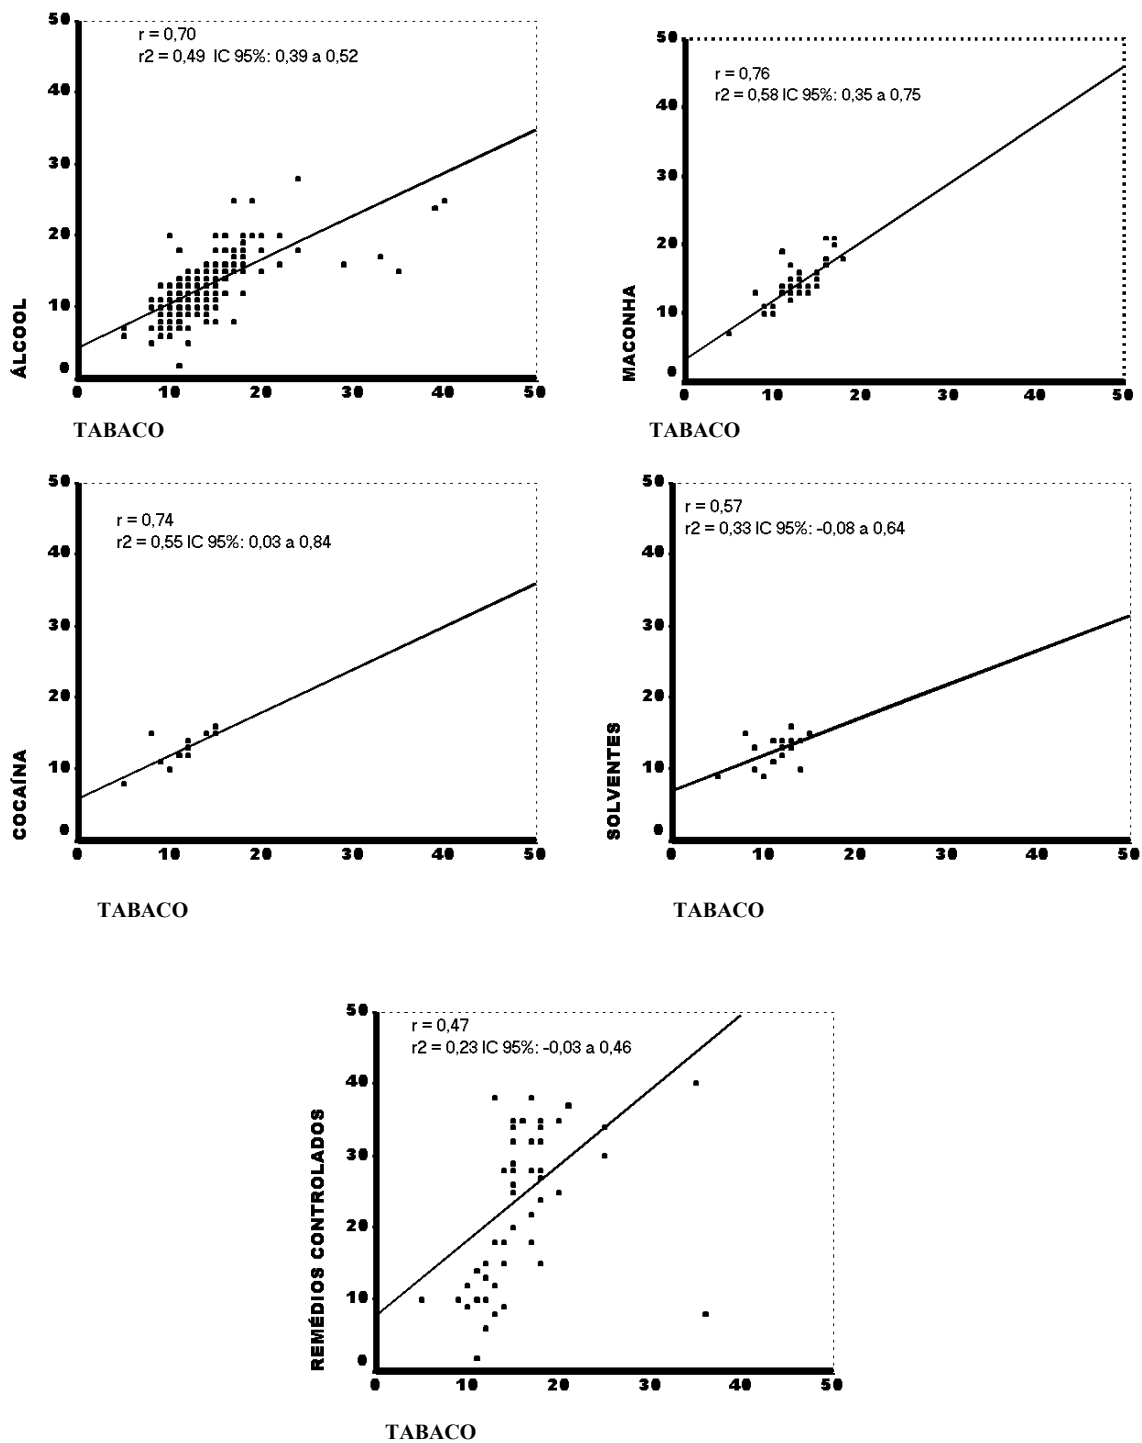 50
r = 0,70
r2 = 0,49 IC 95%: 0,39 a 0,52
40
30
20
10
0
ÁLCOOL
0 10 20 30 40 50
TABACO
50
r = 0,76
r2 = 0,58 IC 95%: 0,35 a 0,75
40
30
20
10
0
MACONHA
0 10 20 30 40 50
TABACO
50
r = 0,74
r2 = 0,55 IC 95%: 0,03 a 0,84
40
30
20
10
0
COCAÍNA
0 10 20 30 40 50
TABACO
50
r = 0,57
r2 = 0,33 IC 95%: -0,08 a 0,64
40
30
20
10
0
SOLVENTES
0 10 20 30 40 50
TABACO
50
r = 0,47
r2 = 0,23 IC 95%: -0,03 a 0,46
40
30
20
10
0
REMÉDIOS CONTROLADOS
0 10 20 30 40 50
TABACO